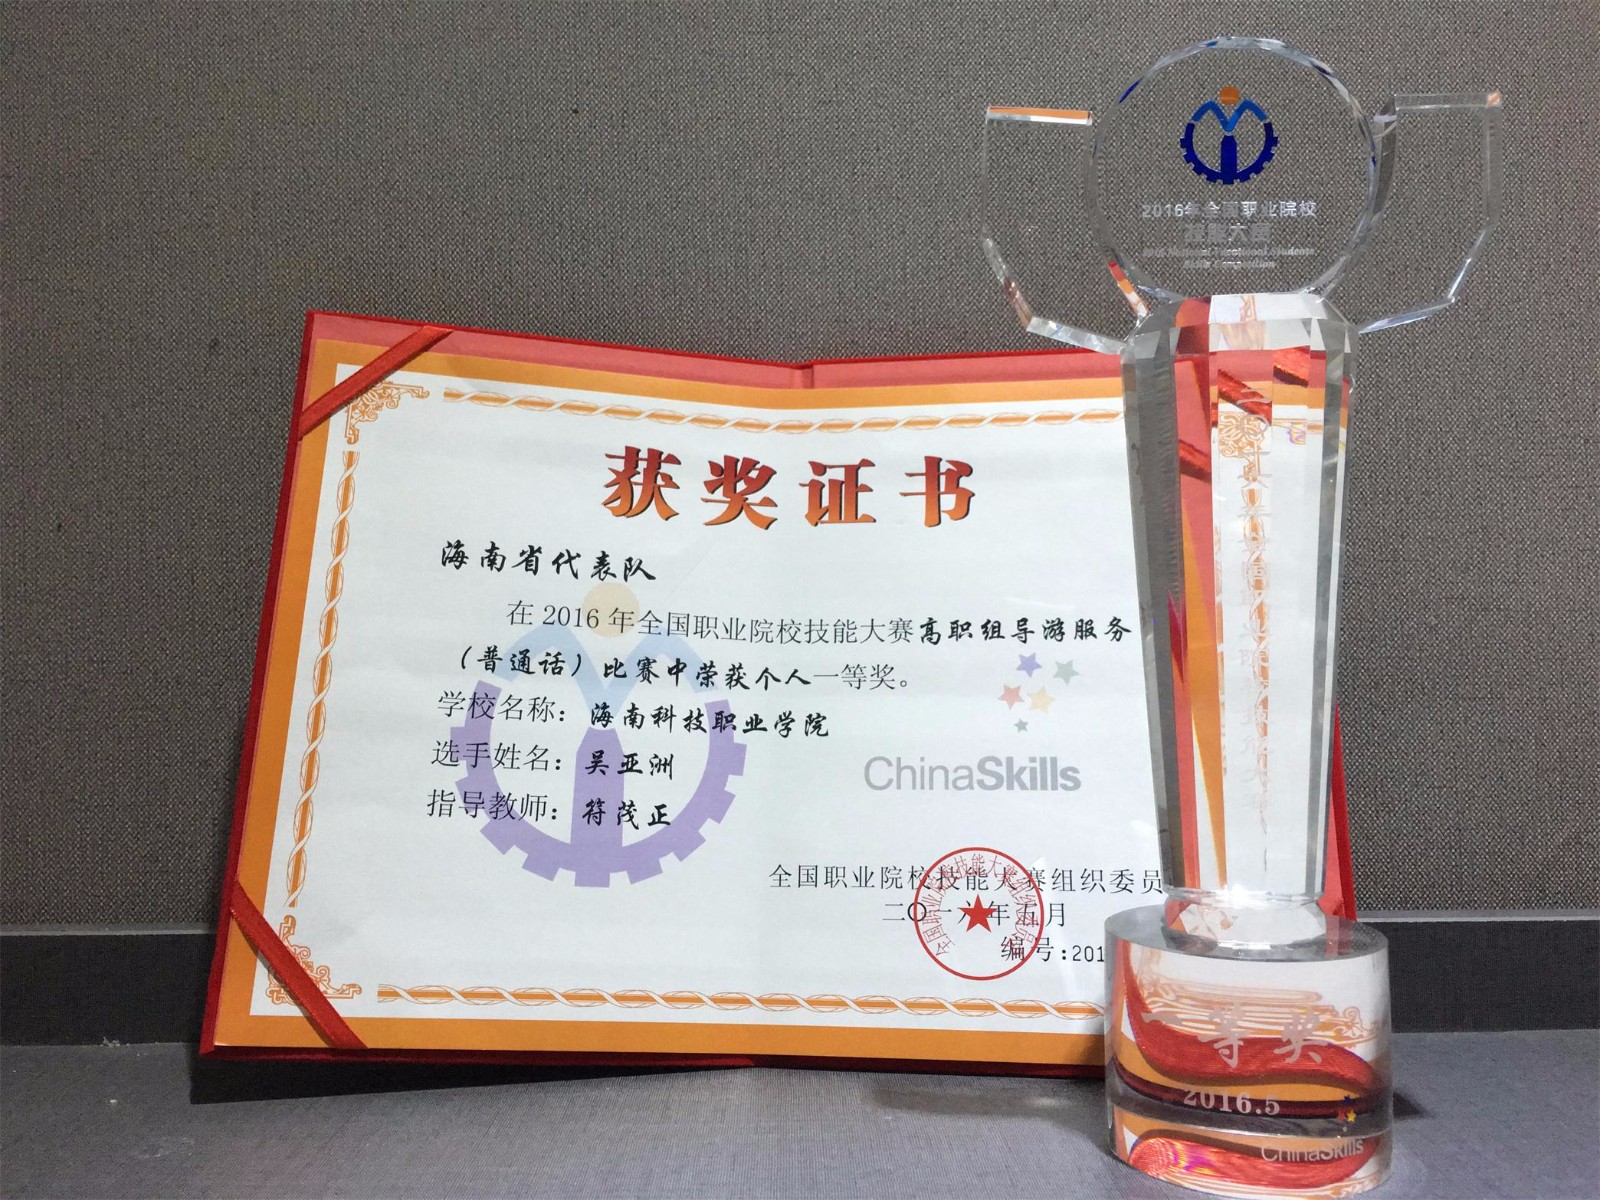 获奖证书
海南省代表队
在2016年全国职业院校技能大赛高职组导游服务
（普通话）比赛中荣获个人一等奖。
学校名称：海南科技职业学院
选手姓名：吴亚洲
指导教师：符茂正
ChinaSkills
全国职业院校技能大赛组织委员
二〇一六年五月
编号:201
2016年全国职业院校
技能大赛
2016 National Vocational Students
Skills Competition
一等奖
2016.5
ChinaSkills